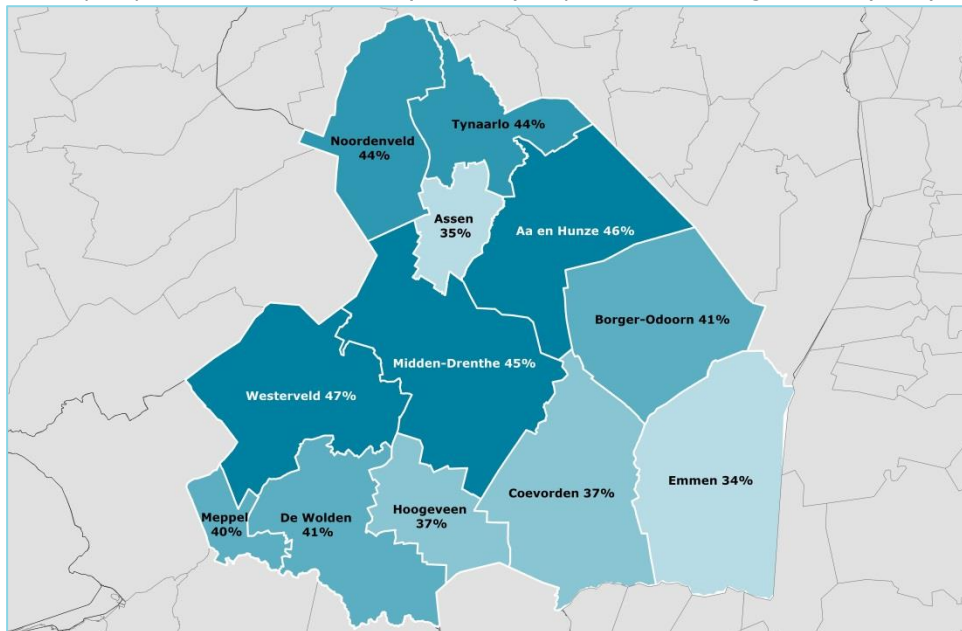 Tynaarlo 44%
Noordenveld
44%
Assen
35%
Aa en Hunze 46%
Borger-Odoorn 41%
Midden-Drenthe 45%
Westerveld 47%
Emmen 34%
Coevorden 37%
Hoogeveen
37%
Meppel
40%
De Wolden
41%